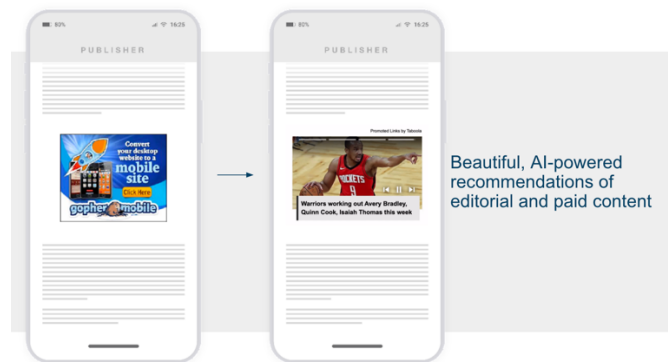 83%
16:25
PUBLISHER
Convert
your desktop
website to a
mobile
site
Click Here
gopher mobile
82%
16:25
PUBLISHER
Promoted Links by Taboola
ROCKETS
9
Warriors working out Avery Bradley,
Quinn Cook, Isaiah Thomas this week
Beautiful, AI-powered
recommendations of
editorial and paid content